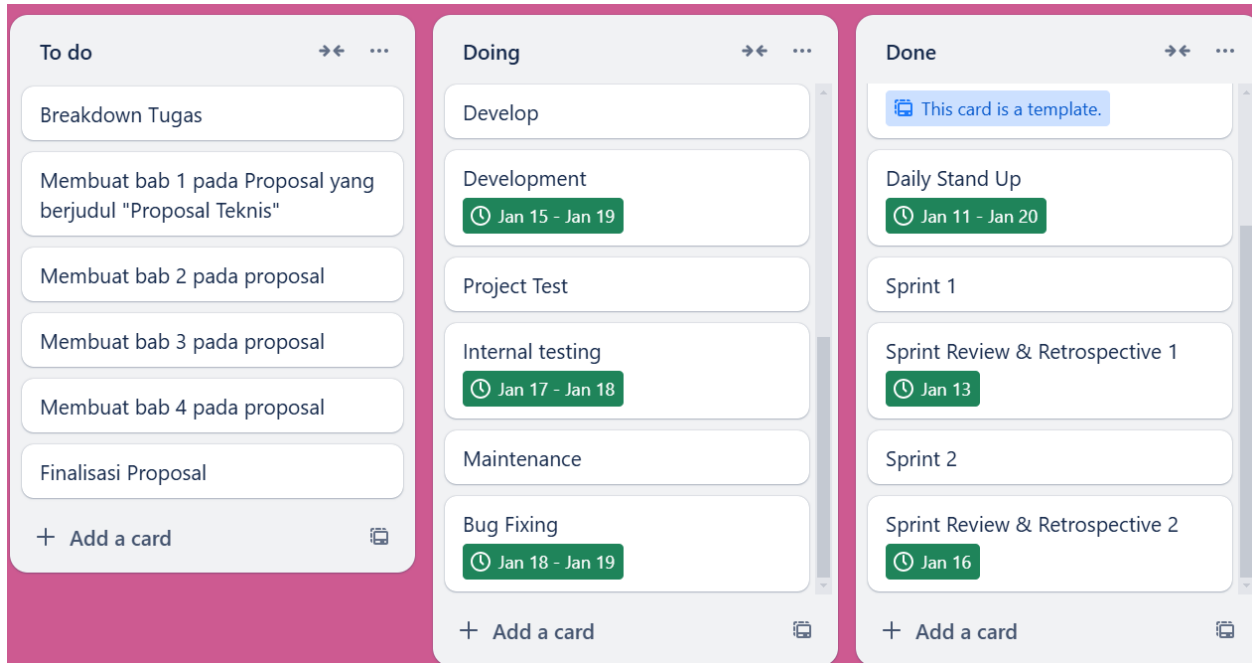 To do
Breakdown Tugas
Membuat bab 1 pada Proposal yang
berjudul "Proposal Teknis"
Membuat bab 2 pada proposal
Membuat bab 3 pada proposal
Membuat bab 4 pada proposal
Finalisasi Proposal
+ Add a card
Doing
Develop
Development
Jan 15 - Jan 19
Project Test
Internal testing
Jan 17 - Jan 18
Maintenance
Bug Fixing
Jan 18 - Jan 19
+ Add a card
Done
This card is a template.
Daily Stand Up
Jan 11 - Jan 20
Sprint 1
Sprint Review & Retrospective 1
Jan 13
Sprint 2
Sprint Review & Retrospective 2
Jan 16
+ Add a card